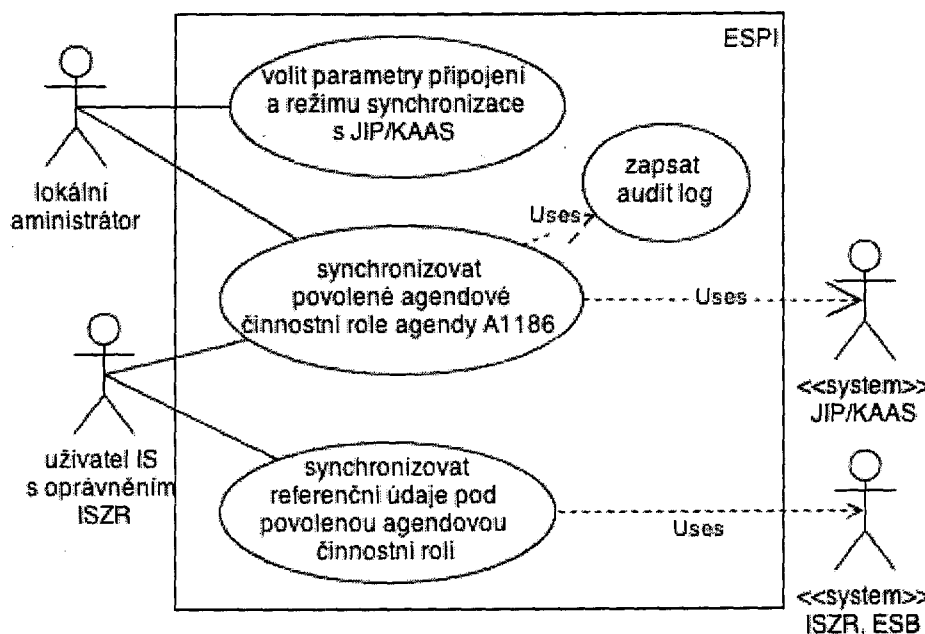 ESPI
volit parametry připojení
a režimu synchronizace
s JIP/KAAS
lokální
aministrátor
zapsat
audit log
Uses
synchronizovat
povolené agendové
činnostní role agendy A1186
Uses
<<system>>
JIP/KAAS
uživatel IS
s oprávněním
ISZR
synchronizovat
referenční údaje pod
povolenou agendovou
činnostní rolí
Uses
<<system>>
ISZR, ESB